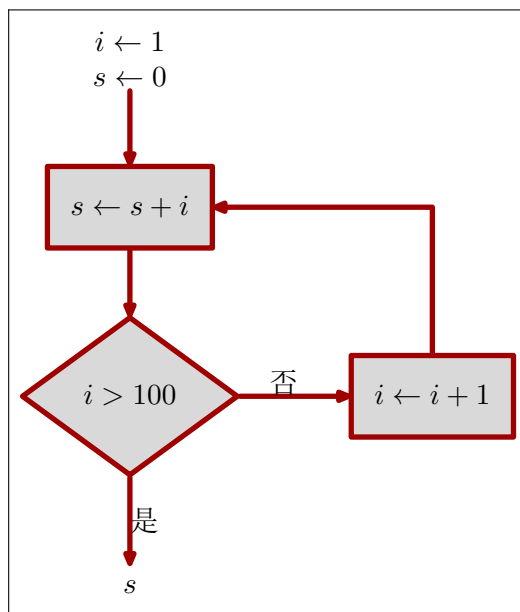 i ← 1
s ← 0
s ← s + i
i > 100
否
i ← i + 1
是
s